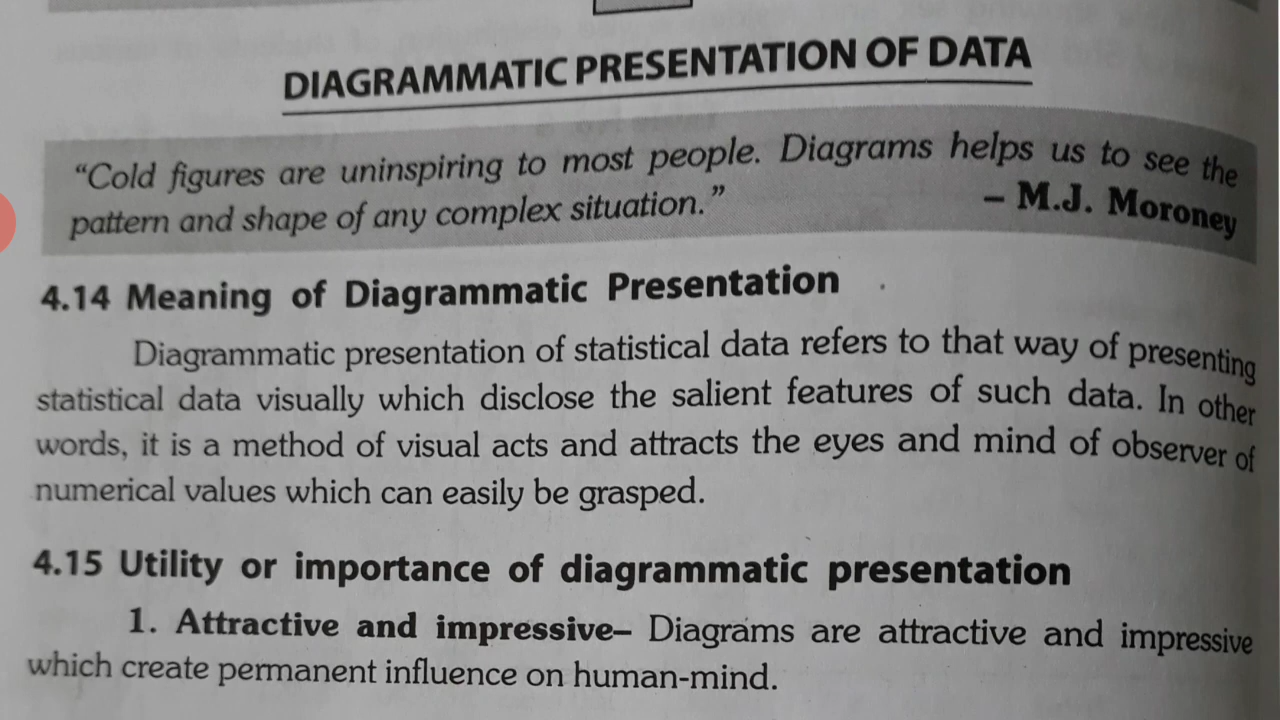 DIAGRAMMATIC PRESENTATION OF DATA
“Cold figures are uninspiring to most people. Diagrams helps us to see the
pattern and shape of any complex situation.” – M.J. Moroney
4.14 Meaning of Diagrammatic Presentation
Diagrammatic presentation of statistical data refers to that way of presenting
statistical data visually which disclose the salient features of such data. In other
words, it is a method of visual acts and attracts the eyes and mind of observer of
numerical values which can easily be grasped.
4.15 Utility or importance of diagrammatic presentation
1. Attractive and impressive– Diagrams are attractive and impressive
which create permanent influence on human-mind.